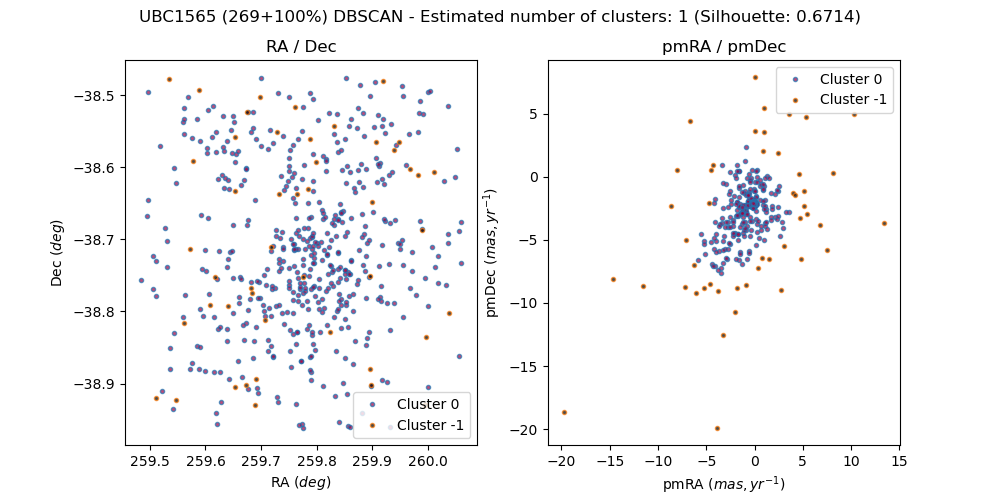 UBC1565 (269+100%) DBSCAN - Estimated number of clusters: 1 (Silhouette: 0.6714)
RA / Dec
pmRA / pmDec
−38.5
−38.6
−38.7
−38.8
−38.9
Dec (deg)
259.5 259.6 259.7 259.8 259.9 260.0
RA (deg)
Cluster 0
Cluster -1
5
0
−5
−10
−15
−20
pmDec (mas, yr⁻¹)
−20 −15 −10 −5 0 5 10 15
pmRA (mas, yr⁻¹)
Cluster 0
Cluster -1